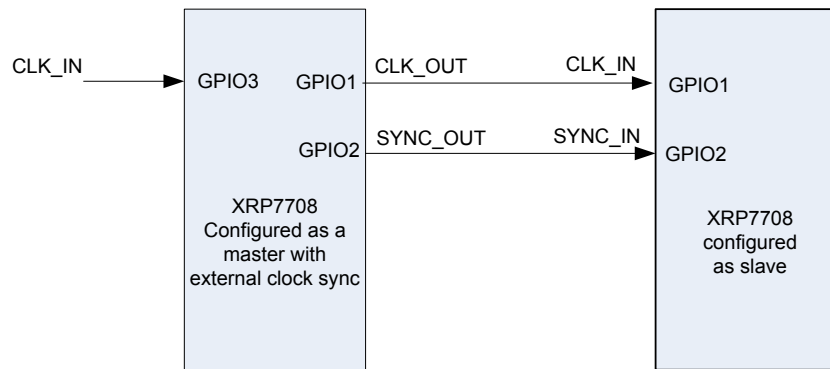 CLK_IN
GPIO3
GPIO1
CLK_OUT
CLK_IN
GPIO1
GPIO2
SYNC_OUT
SYNC_IN
GPIO2
XRP7708
Configured as a
master with
external clock sync
XRP7708
configured
as slave